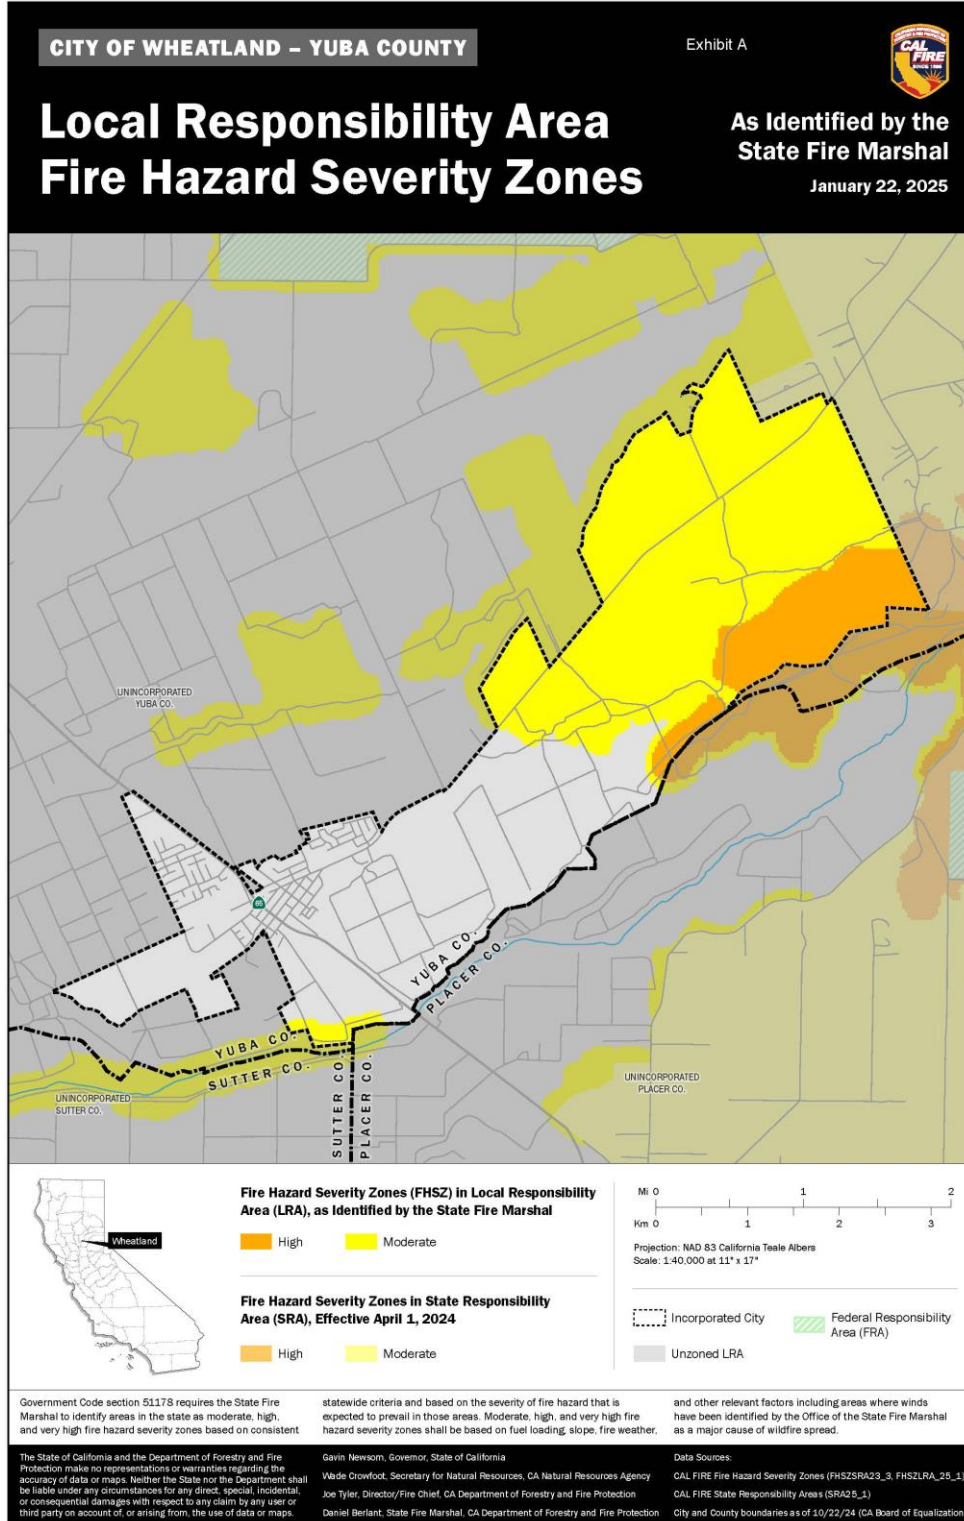 CITY OF WHEATLAND – YUBA COUNTY
Exhibit A
CAL
FIRE
SINCE 1885
Local Responsibility Area
Fire Hazard Severity Zones
As Identified by the
State Fire Marshal
January 22, 2025
UNINCORPORATED
YUBA CO.
65
YUBA CO.
PLACER CO.
YUBA CO.
SUTTER CO.
SUTTER CO.
PLACER CO.
UNINCORPORATED
SUTTER CO.
UNINCORPORATED
PLACER CO.
Wheatland
Fire Hazard Severity Zones (FHSZ) in Local Responsibility
Area (LRA), as Identified by the State Fire Marshal
High
Moderate
Fire Hazard Severity Zones in State Responsibility
Area (SRA), Effective April 1, 2024
High
Moderate
Mi 0 1 2
Km 0 1 2 3
Projection: NAD 83 California Teale Albers
Scale: 1:40,000 at 11" x 17"
Incorporated City
Federal Responsibility
Area (FRA)
Unzoned LRA
Government Code section 51178 requires the State Fire
Marshal to identify areas in the state as moderate, high,
and very high fire hazard severity zones based on consistent
statewide criteria and based on the severity of fire hazard that is
expected to prevail in those areas. Moderate, high, and very high fire
hazard severity zones shall be based on fuel loading, slope, fire weather,
and other relevant factors including areas where winds
have been identified by the Office of the State Fire Marshal
as a major cause of wildfire spread.
The State of California and the Department of Forestry and Fire
Protection make no representations or warranties regarding the
accuracy of data or maps. Neither the State nor the Department shall
be liable under any circumstances for any direct, special, incidental,
or consequential damages with respect to any claim by any user or
third party on account of, or arising from, the use of data or maps.
Gavin Newsom, Governor, State of California
Wade Crowfoot, Secretary for Natural Resources, CA Natural Resources Agency
Joe Tyler, Director/Fire Chief, CA Department of Forestry and Fire Protection
Daniel Berlant, State Fire Marshal, CA Department of Forestry and Fire Protection
Data Sources:
CAL FIRE Fire Hazard Severity Zones (FHSZSRA23_3, FHSZLRA_25_1)
CAL FIRE State Responsibility Areas (SRA25_1)
City and County boundaries as of 10/22/24 (CA Board of Equalization